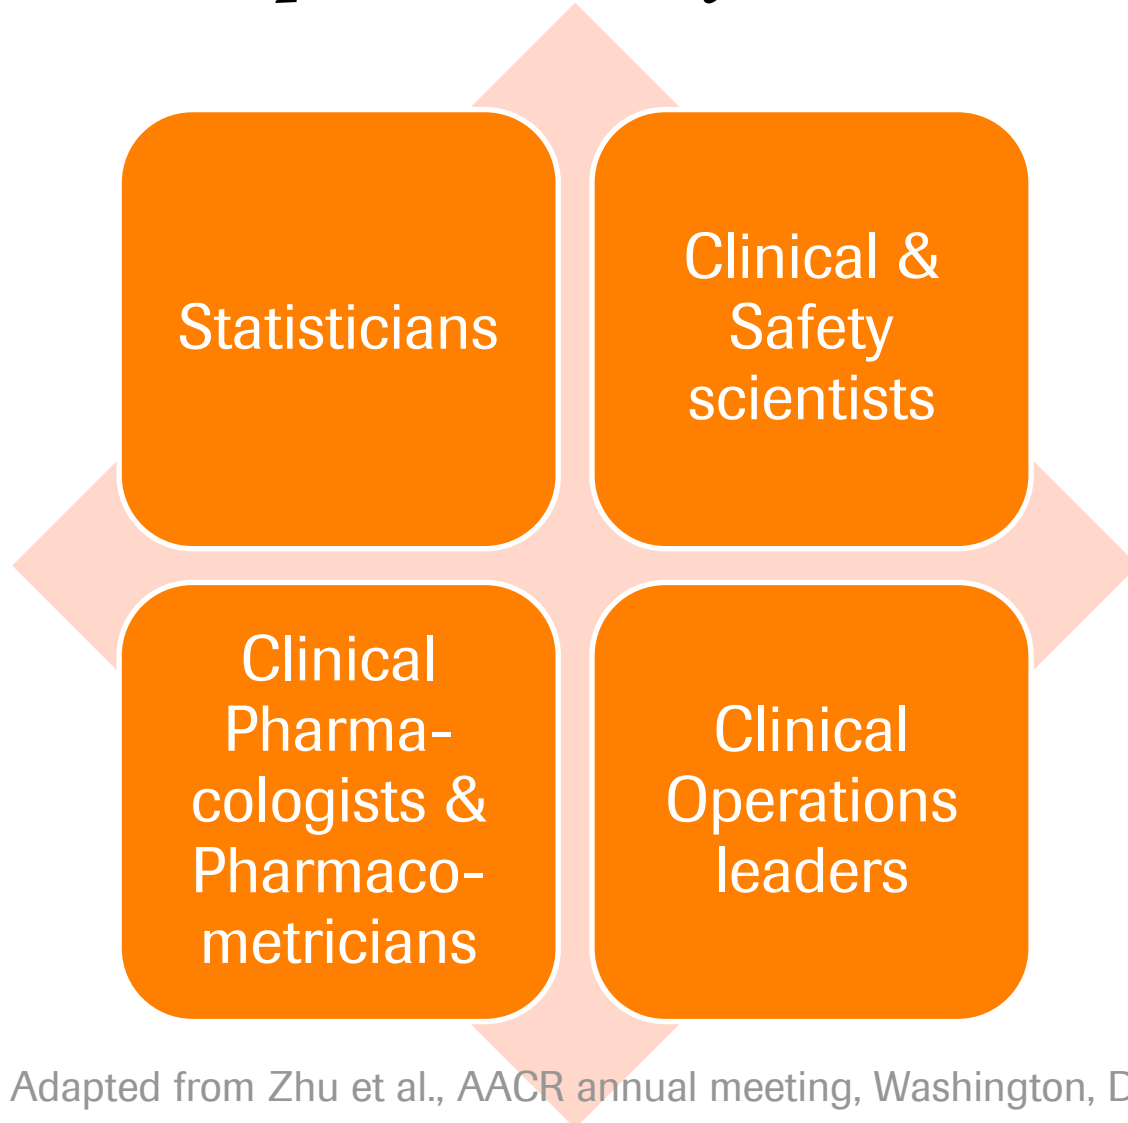 Statisticians
Clinical &
Safety
scientists
Clinical
Pharma-
cologists &
Pharmaco-
metricians
Clinical
Operations
leaders
Adapted from Zhu et al., AACR annual meeting, Washington, D